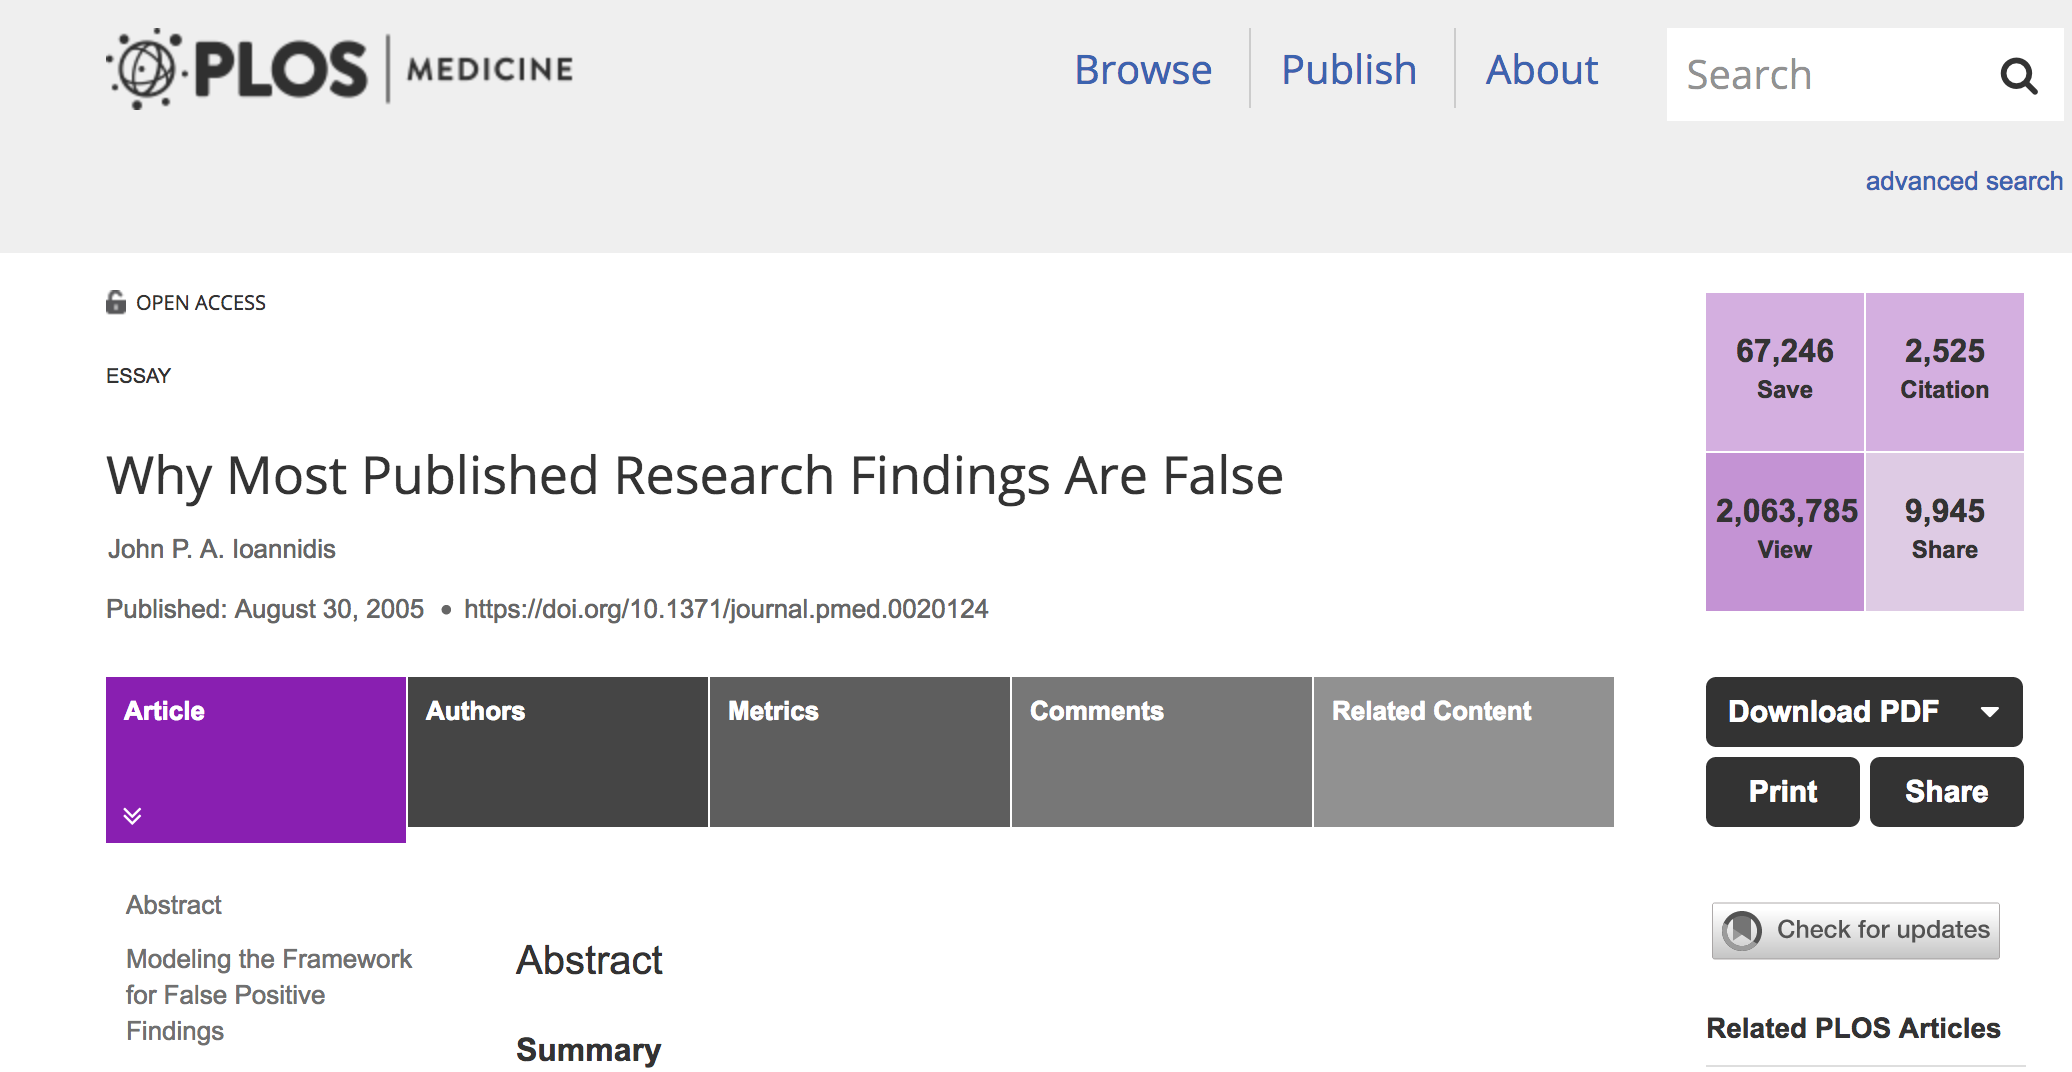 PLOS MEDICINE
Browse Publish About Search
advanced search
OPEN ACCESS
ESSAY
Why Most Published Research Findings Are False
John P. A. Ioannidis
Published: August 30, 2005 • https://doi.org/10.1371/journal.pmed.0020124
67,246 2,525
Save Citation
2,063,785 9,945
View Share
Article Authors Metrics Comments Related Content
Download PDF
Print Share
Abstract
Modeling the Framework
for False Positive
Findings
Abstract
Summary
Check for updates
Related PLOS Articles